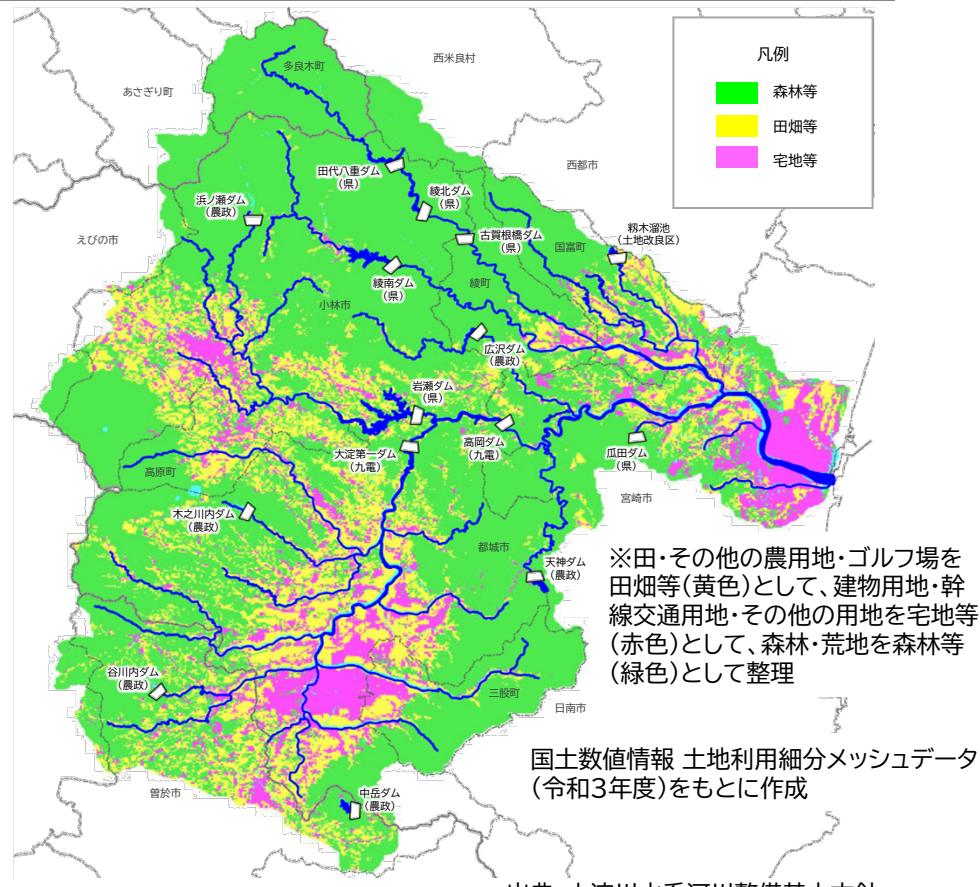 凡例
森林等
田畑等
宅地等
多良木町
西米良村
あさぎり町
西都市
田代八重ダム
(県)
浜ノ瀬ダム
(農政)
綾北ダム
(県)
えびの市
古賀根橋ダム
(県)
国富町
籾木溜池
(土地改良区)
綾南ダム
(県)
綾町
小林市
広沢ダム
(農政)
岩瀬ダム
(県)
大淀第一ダム
(九電)
高岡ダム
(九電)
瓜田ダム
(県)
高原町
宮崎市
木之川内ダム
(農政)
都城市
天神ダム
(農政)
※田・その他の農用地・ゴルフ場を
田畑等(黄色)として、建物用地・幹
線交通用地・その他の用地を宅地等
(赤色)として、森林・荒地を森林等
(緑色)として整理
谷川内ダム
(農政)
三股町
日南市
国土数値情報 土地利用細分メッシュデータ
(令和3年度)をもとに作成
曽於市
中岳ダム
(農政)